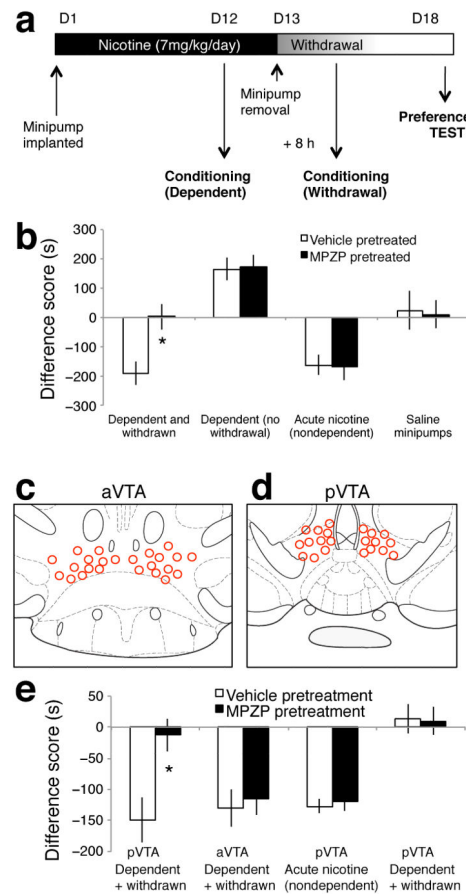 a
D1 D12 D13 D18
Nicotine (7mg/kg/day) Withdrawal
Minipump
implanted
Minipump
removal
+ 8 h
Preference
TEST
Conditioning
(Dependent)
Conditioning
(Withdrawal)
b
Difference score (s)
300
200
100
0
−100
−200
−300
Vehicle pretreated
MPZP pretreated
*
Dependent and
withdrawn
Dependent (no
withdrawal)
Acute nicotine
(nondependent)
Saline
minipumps
c
aVTA
d
pVTA
e
Difference score (s)
50
0
−50
−100
−150
−200
Vehicle pretreatment
MPZP pretreatment
*
pVTA
Dependent
+ withdrawn
aVTA
Dependent
+ withdrawn
pVTA
Acute nicotine
(nondependent)
pVTA
Dependent
+ withdrawn